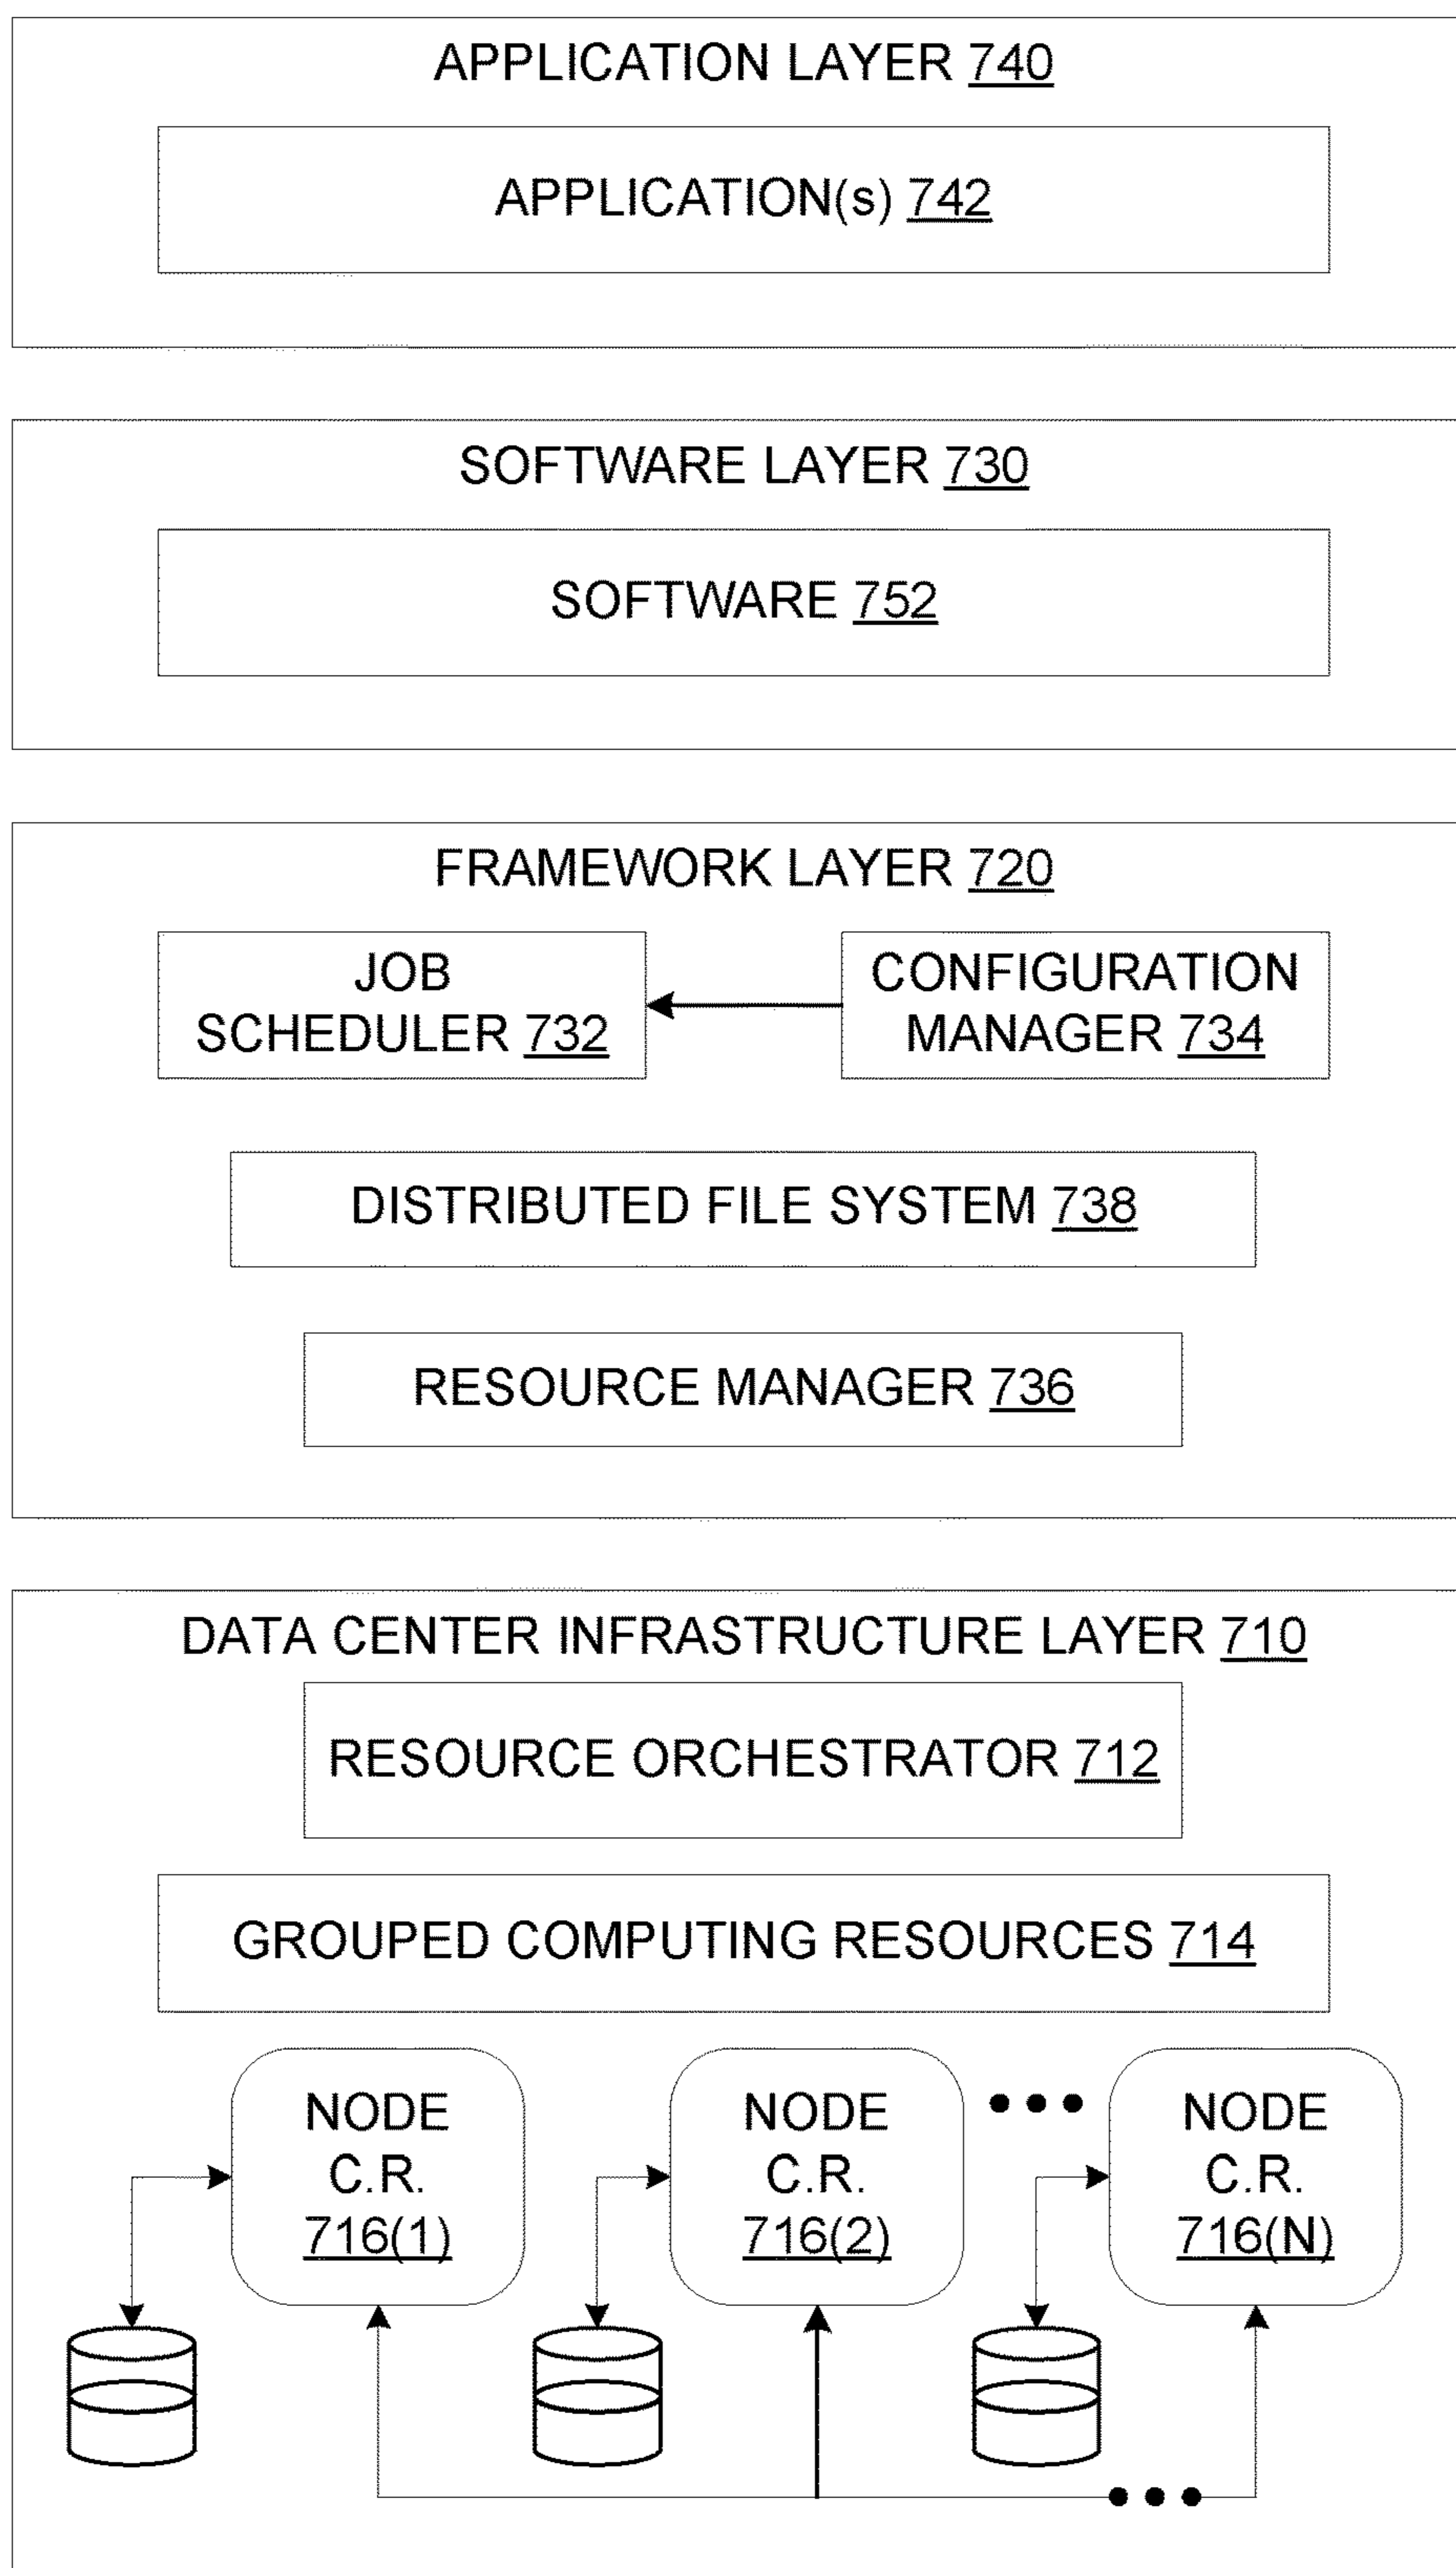 APPLICATION LAYER 740
APPLICATION(s) 742
SOFTWARE LAYER 730
SOFTWARE 752
FRAMEWORK LAYER 720
JOB
SCHEDULER 732
CONFIGURATION
MANAGER 734
DISTRIBUTED FILE SYSTEM 738
RESOURCE MANAGER 736
DATA CENTER INFRASTRUCTURE LAYER 710
RESOURCE ORCHESTRATOR 712
GROUPED COMPUTING RESOURCES 714
NODE
C.R.
716(1)
NODE
C.R.
716(2)
NODE
C.R.
716(N)